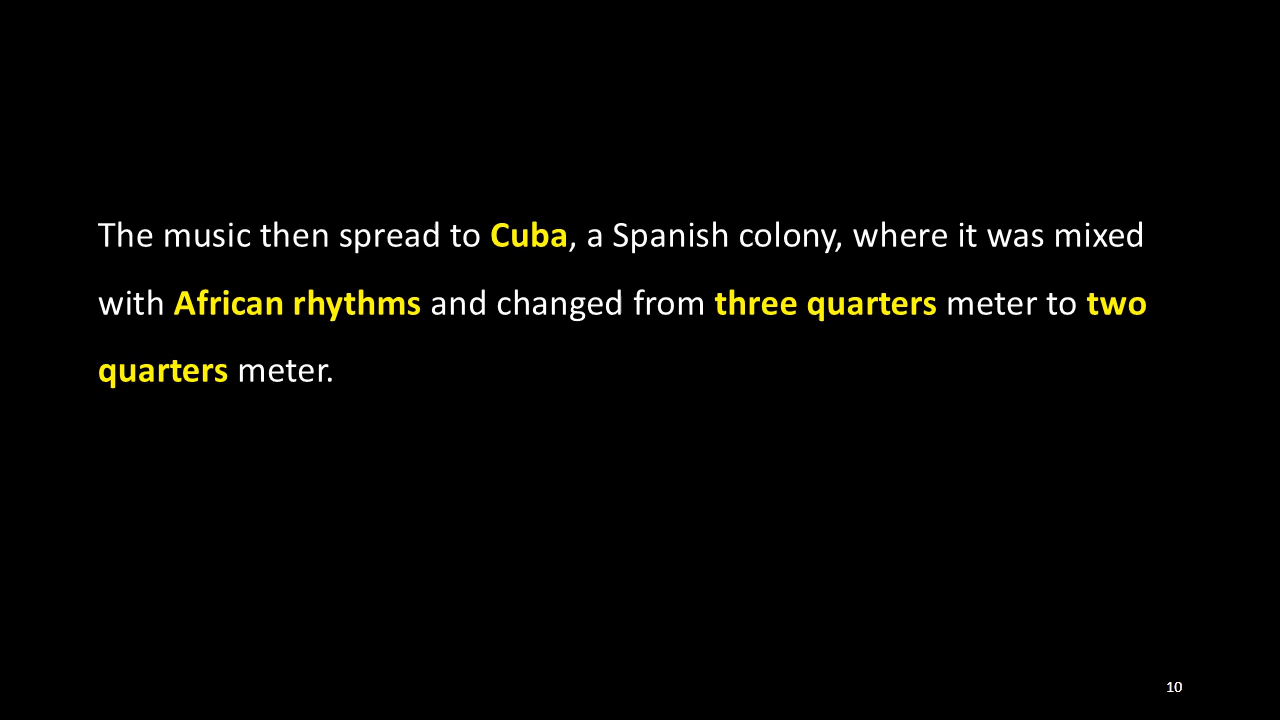 The music then spread to Cuba, a Spanish colony, where it was mixed
with African rhythms and changed from three quarters meter to two
quarters meter.
10